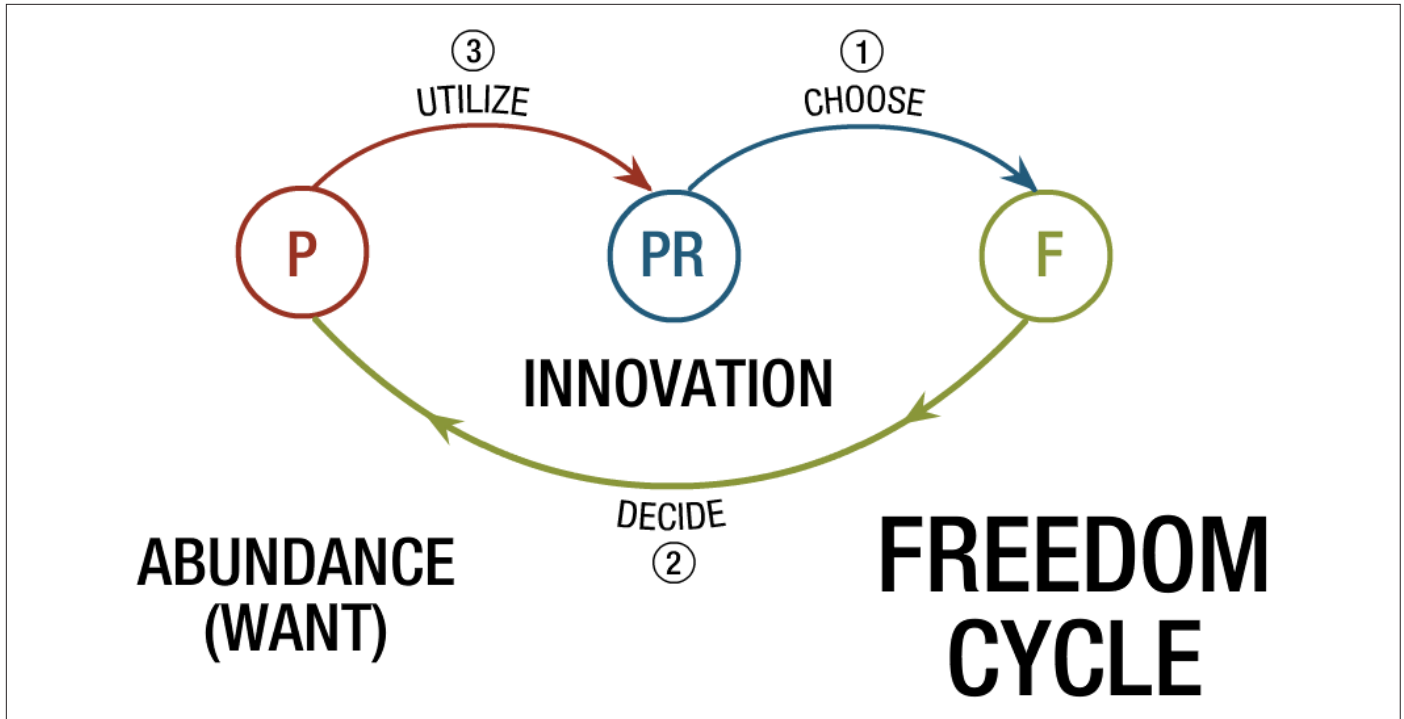 3
1
UTILIZE
CHOOSE
P
PR
F
INNOVATION
DECIDE
2
ABUNDANCE
(WANT)
FREEDOM
CYCLE